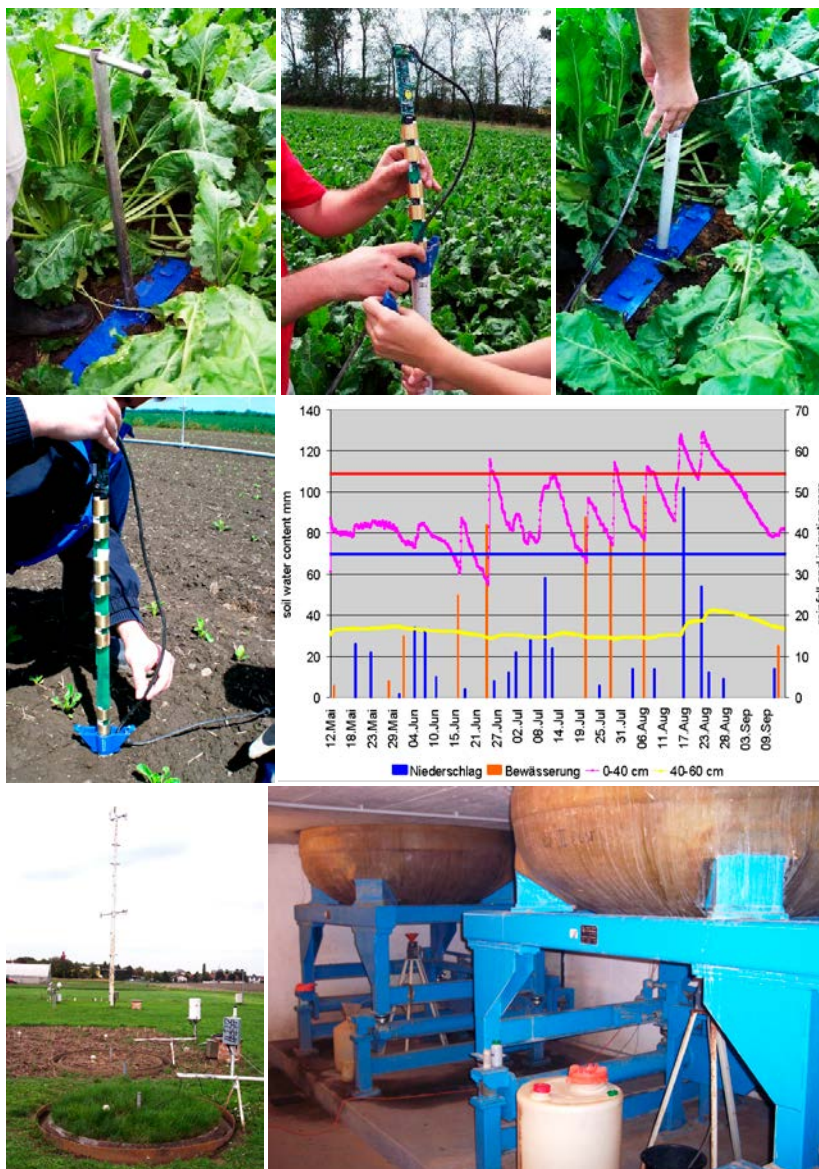 140
120
100
80
60
40
20
0
soil water content mm
70
60
50
40
30
20
10
0
12.Mai
18.Mai
23.Mai
29.Mai
04.Jun
10.Jun
15.Jun
21.Jun
27.Jun
02.Jul
08.Jul
14.Jul
19.Jul
25.Jul
31.Jul
06.Aug
11.Aug
17.Aug
23.Aug
28.Aug
03.Sep
09.Sep
Niederschlag Bewässerung 0-40 cm 40-60 cm